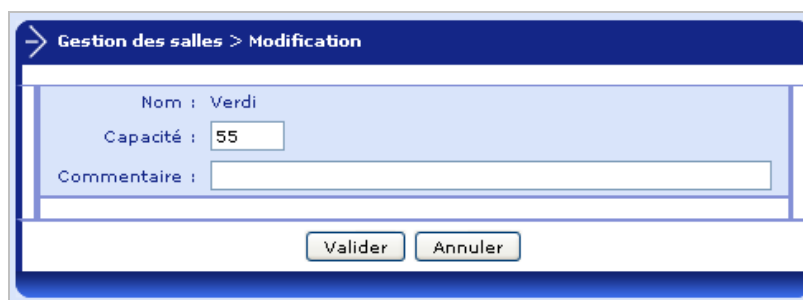 Gestion des salles > Modification
Nom : Verdi
Capacité : 55
Commentaire :
Valider Annuler